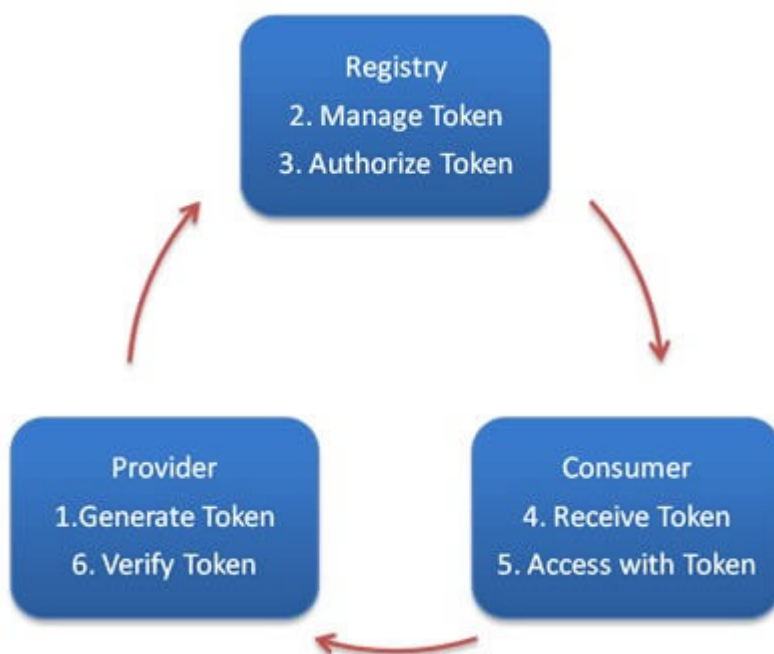 Registry
2. Manage Token
3. Authorize Token
Provider
1.Generate Token
6. Verify Token
Consumer
4. Receive Token
5. Access with Token